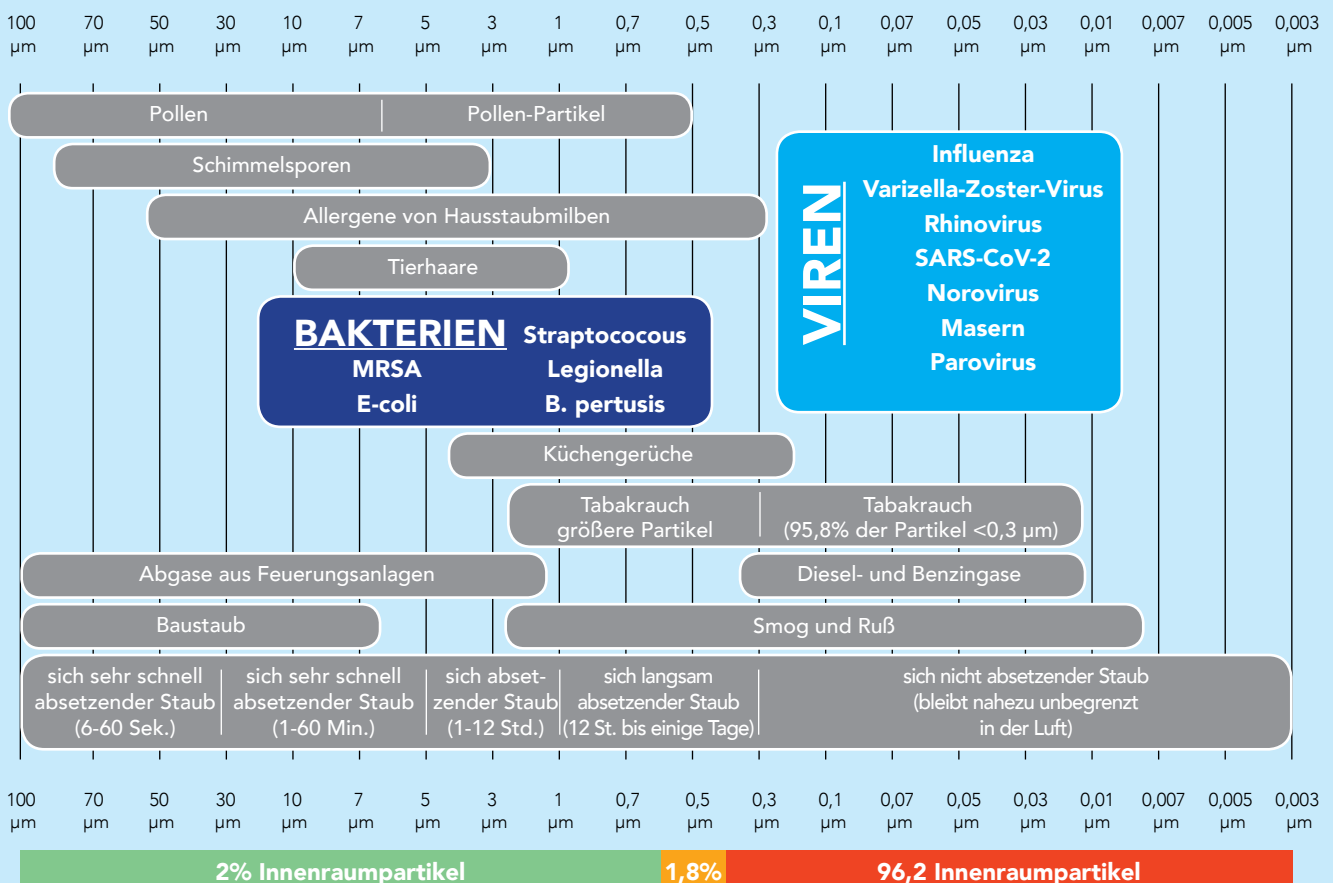 100 70 50 30 10 7 5 3 1 0,7 0,5 0,3 0,1 0,07 0,05 0,03 0,01 0,007 0,005 0,003
µm µm µm µm µm µm µm µm µm µm µm µm µm µm µm µm µm µm µm µm
Pollen
Pollen-Partikel
Schimmelsporen
Allergene von Hausstaubmilben
Tierhaare
BAKTERIEN
MRSA
E-coli
Straptococous
Legionella
B. pertusis
VIREN
Influenza
Varizella-Zoster-Virus
Rhinovirus
SARS-CoV-2
Norovirus
Masern
Parovirus
Küchengerüche
Tabakrauch
größere Partikel
Tabakrauch
(95,8% der Partikel <0,3 µm)
Abgase aus Feuerungsanlagen
Diesel- und Benzingase
Baustaub
Smog und Ruß
sich sehr schnell
absetzender Staub
(6-60 Sek.)
sich sehr schnell
absetzender Staub
(1-60 Min.)
sich abset-
zender Staub
(1-12 Std.)
sich langsam
absetzender Staub
(12 St. bis einige Tage)
sich nicht absetzender Staub
(bleibt nahezu unbegrenzt
in der Luft)
100 70 50 30 10 7 5 3 1 0,7 0,5 0,3 0,1 0,07 0,05 0,03 0,01 0,007 0,005 0,003
µm µm µm µm µm µm µm µm µm µm µm µm µm µm µm µm µm µm µm µm
2% Innenraumpartikel
1,8%
96,2 Innenraumpartikel